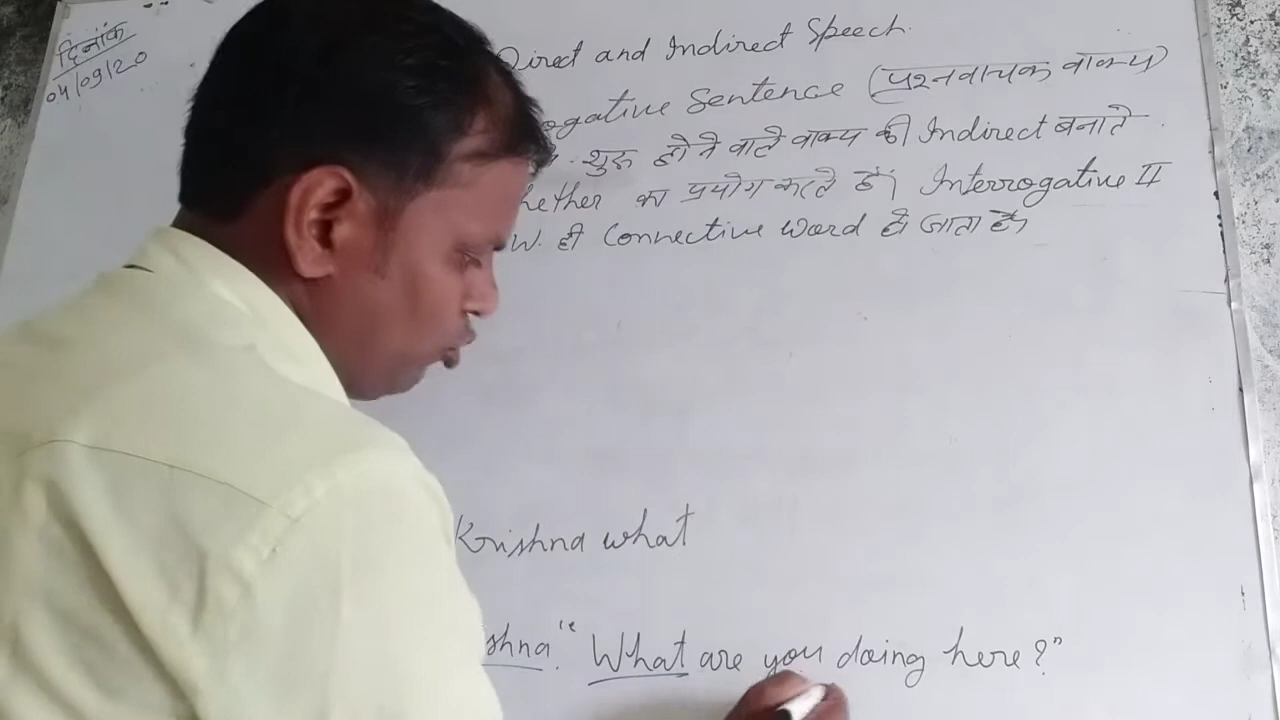 दिनांक
04/09/20
Direct and Indirect Speech.
ogative Sentence (प्रश्नवाचक वाक्य)
शुरू होने वाले वाक्य की Indirect बनाते
hether का प्रयोग करते हैं। Interrogative II
W. ही Connective word हो जाता है।
Krishna what
shna. "What are you doing here?"